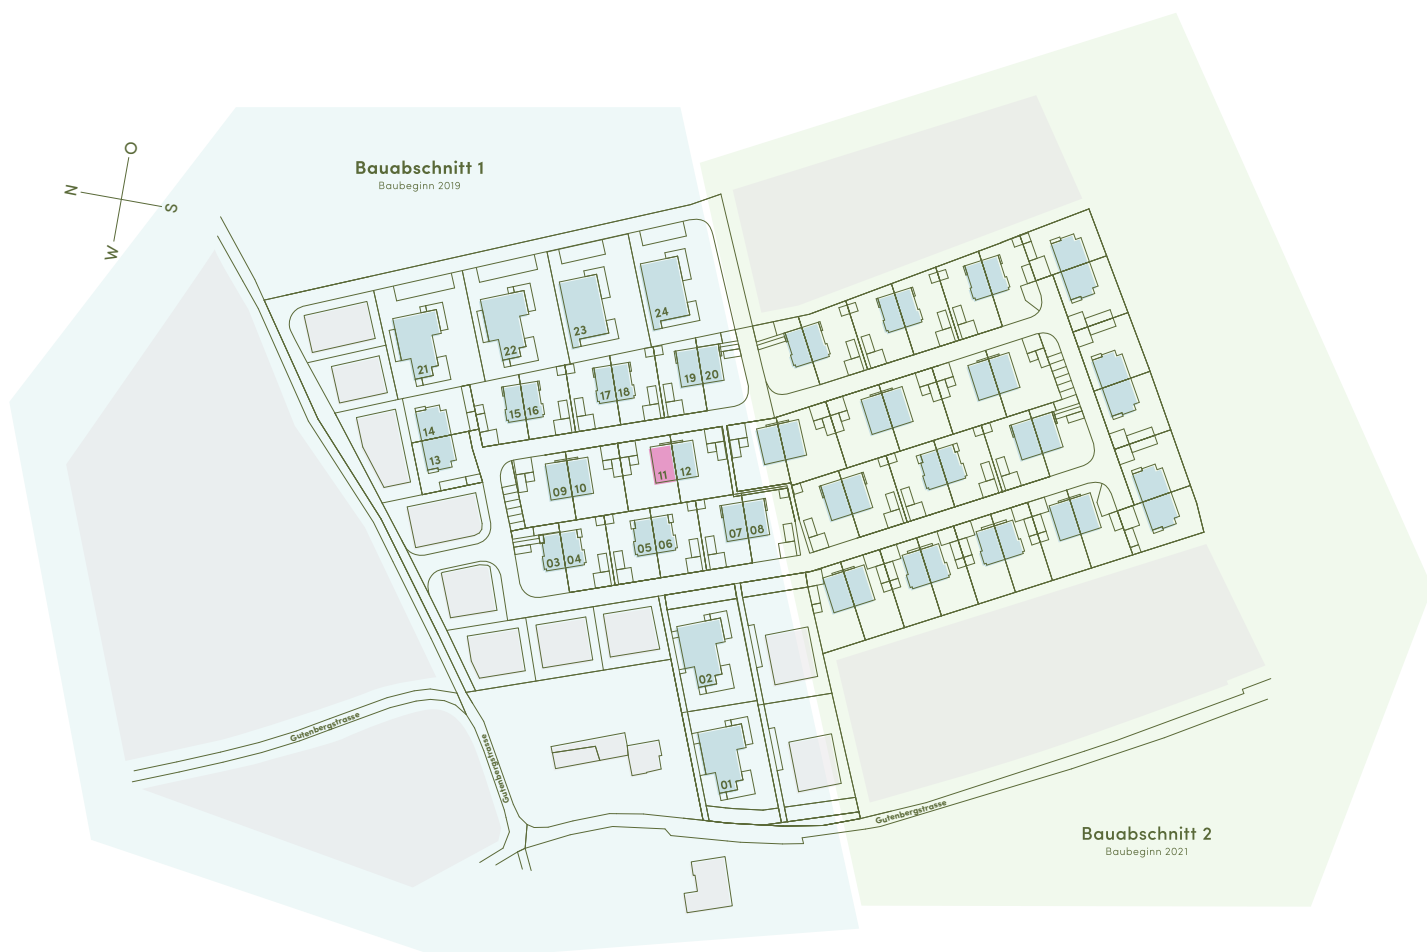 Bauabschnitt 1
Baubeginn 2019
O
N
S
W
24
23
22
21
19 20
17 18
15 16
14
13
09 10
11
12
07 08
05 06
03 04
02
01
Gutenbergstrasse
Gutenbergstrasse
Gutenbergstrasse
Bauabschnitt 2
Baubeginn 2021